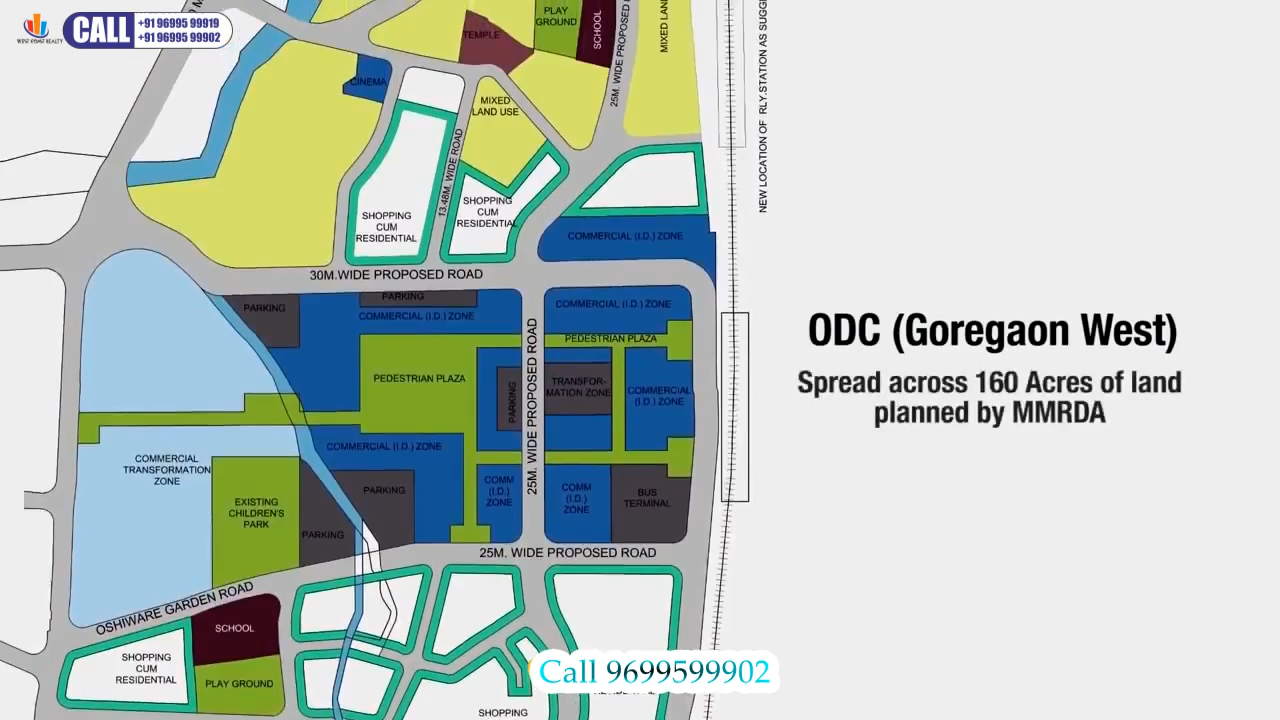 WEST COAST REALTY
CALL
+91 96995 99919
+91 96995 99902
TEMPLE
PLAY
GROUND
SCHOOL
25M. WIDE PROPOSED
MIXED LAN
NEW LOCATION OF RLY.STATION AS SUGG
CINEMA
MIXED
LAND USE
13.48M. WIDE ROAD
SHOPPING
CUM
RESIDENTIAL
SHOPPING
CUM
RESIDENTIAL
COMMERCIAL (I.D.) ZONE
30M.WIDE PROPOSED ROAD
PARKING
PARKING
COMMERCIAL (I.D.) ZONE
COMMERCIAL (I.D.) ZONE
PEDESTRIAN PLAZA
PEDESTRIAN PLAZA
PARKING
25M. WIDE PROPOSED ROAD
TRANSFOR-
MATION ZONE
COMMERCIAL
(I.D.) ZONE
COMMERCIAL (I.D.) ZONE
COMMERCIAL
TRANSFORMATION
ZONE
EXISTING
CHILDREN'S
PARK
PARKING
PARKING
COMM
(I.D.)
ZONE
COMM
(I.D.)
ZONE
BUS
TERMINAL
25M. WIDE PROPOSED ROAD
OSHIWARE GARDEN ROAD
SCHOOL
SHOPPING
CUM
RESIDENTIAL
PLAY GROUND
SHOPPING
ODC (Goregaon West)
Spread across 160 Acres of land
planned by MMRDA
Call 9699599902